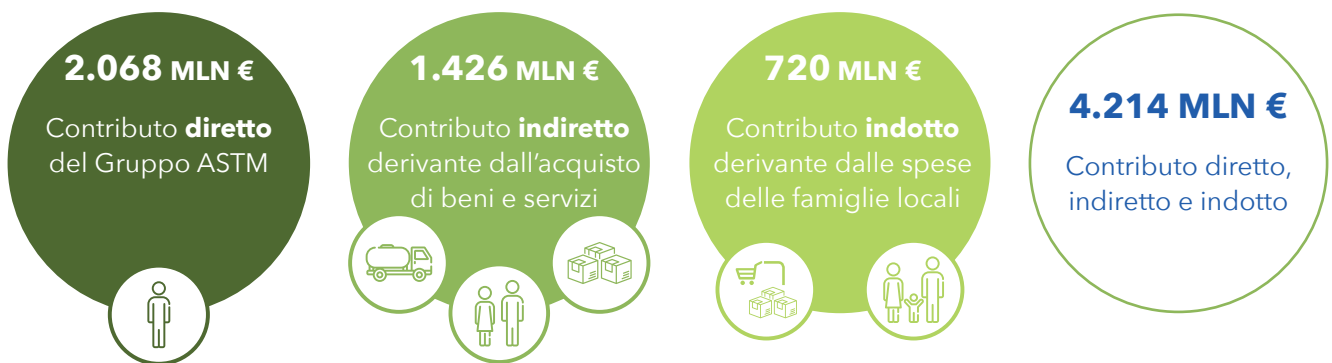 2.068 MLN €
Contributo diretto
del Gruppo ASTM
1.426 MLN €
Contributo indiretto
derivante dall’acquisto
di beni e servizi
720 MLN €
Contributo indotto
derivante dalle spese
delle famiglie locali
4.214 MLN €
Contributo diretto,
indiretto e indotto